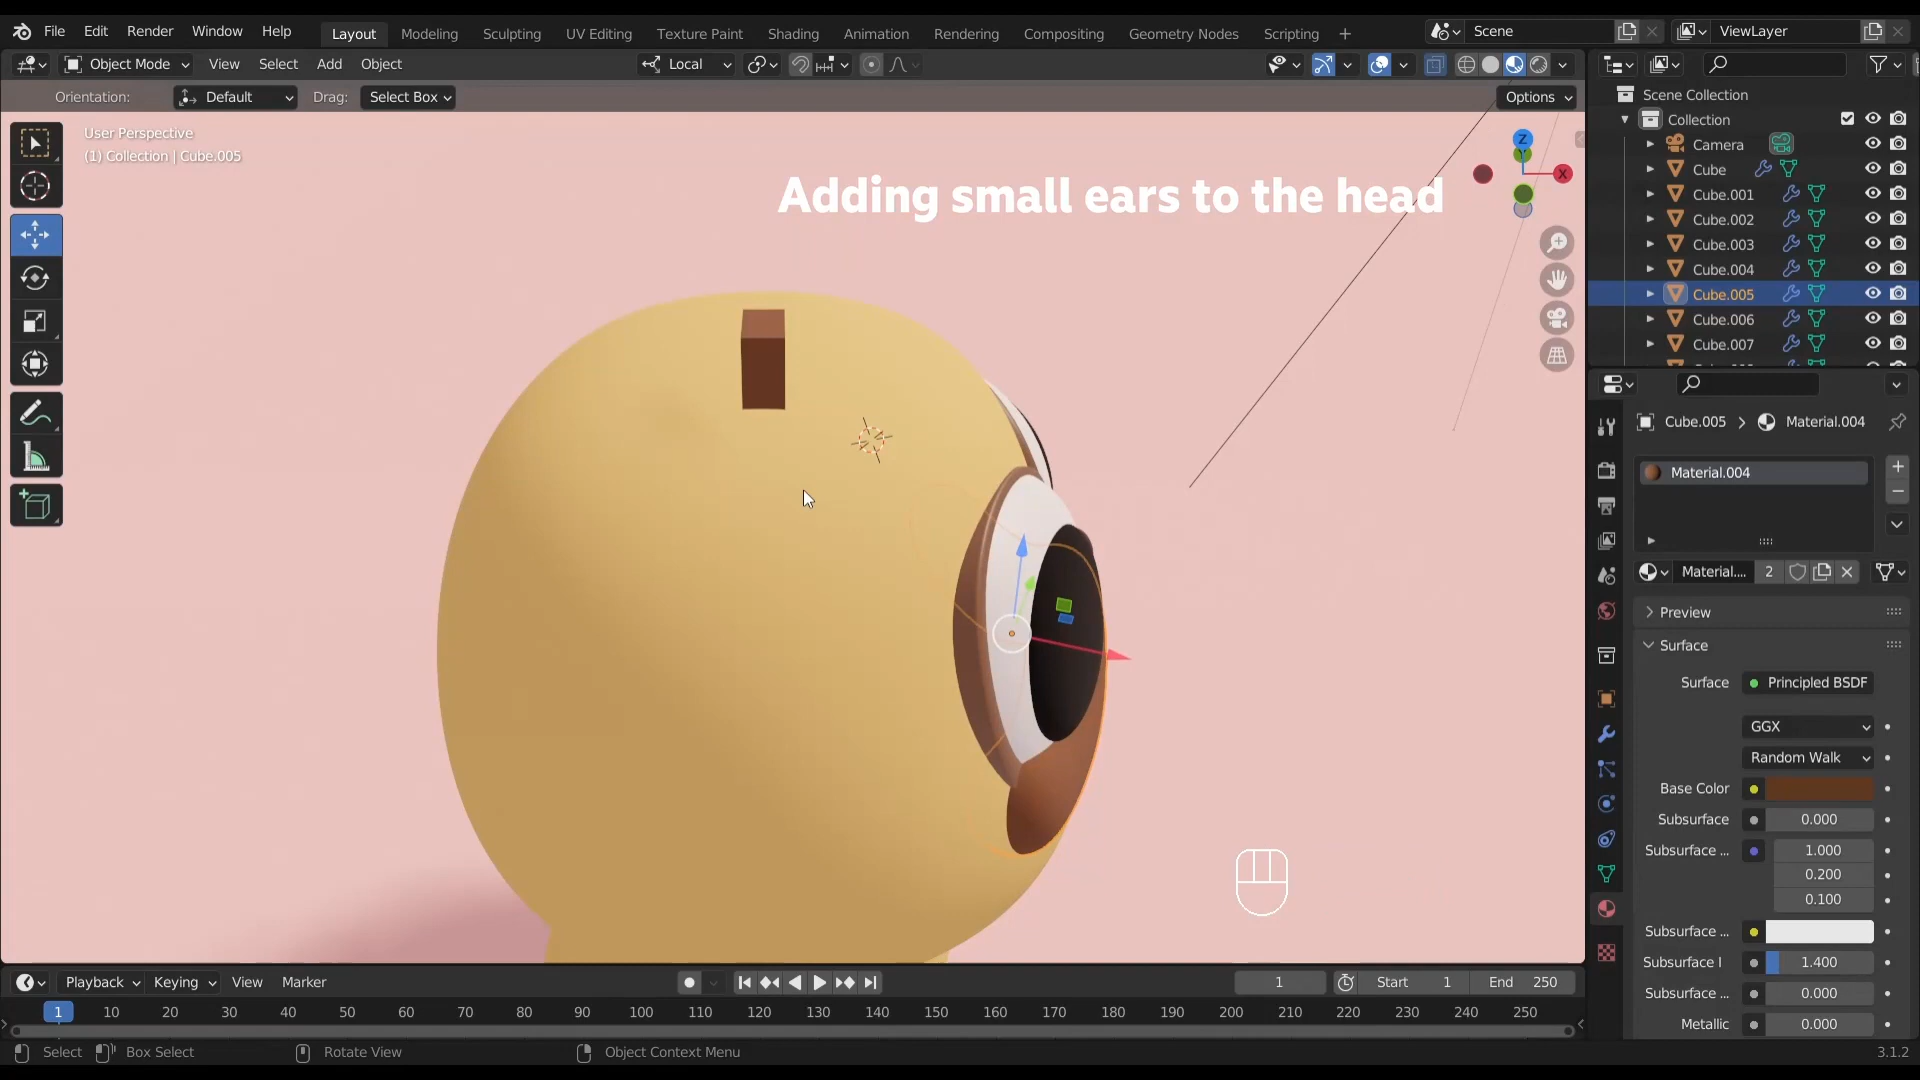 File Edit Render Window Help Layout Modeling Sculpting UV Editing Texture Paint Shading Animation Rendering Compositing Geometry Nodes Scripting + Scene ViewLayer
Object Mode View Select Add Object Local
Orientation: Default Drag: Select Box Options
User Perspective
(1) Collection | Cube.005
Adding small ears to the head
Z
X
Scene Collection
Collection
Camera
Cube
Cube.001
Cube.002
Cube.003
Cube.004
Cube.005
Cube.006
Cube.007
Cube.005 > Material.004
Material.004
Material.... 2
Preview
Surface
Surface Principled BSDF
GGX
Random Walk
Base Color
Subsurface 0.000
Subsurface ... 1.000
0.200
0.100
Subsurface ...
Subsurface I 1.400
Subsurface ... 0.000
Metallic 0.000
Playback Keying View Marker 1 Start 1 End 250
1 10 20 30 40 50 60 70 80 90 100 110 120 130 140 150 160 170 180 190 200 210 220 230 240 250
Select Box Select Rotate View Object Context Menu 3.1.2